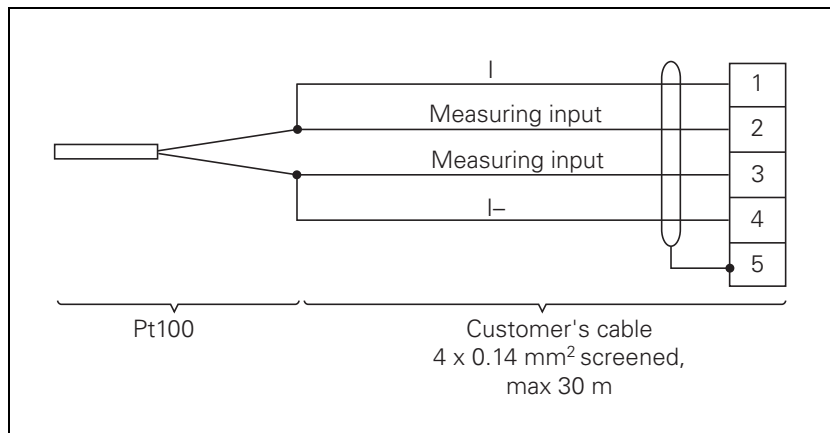 I
1
Measuring input
2
Measuring input
3
I–
4
5
Pt100
Customer's cable
4 x 0.14 mm² screened,
max 30 m